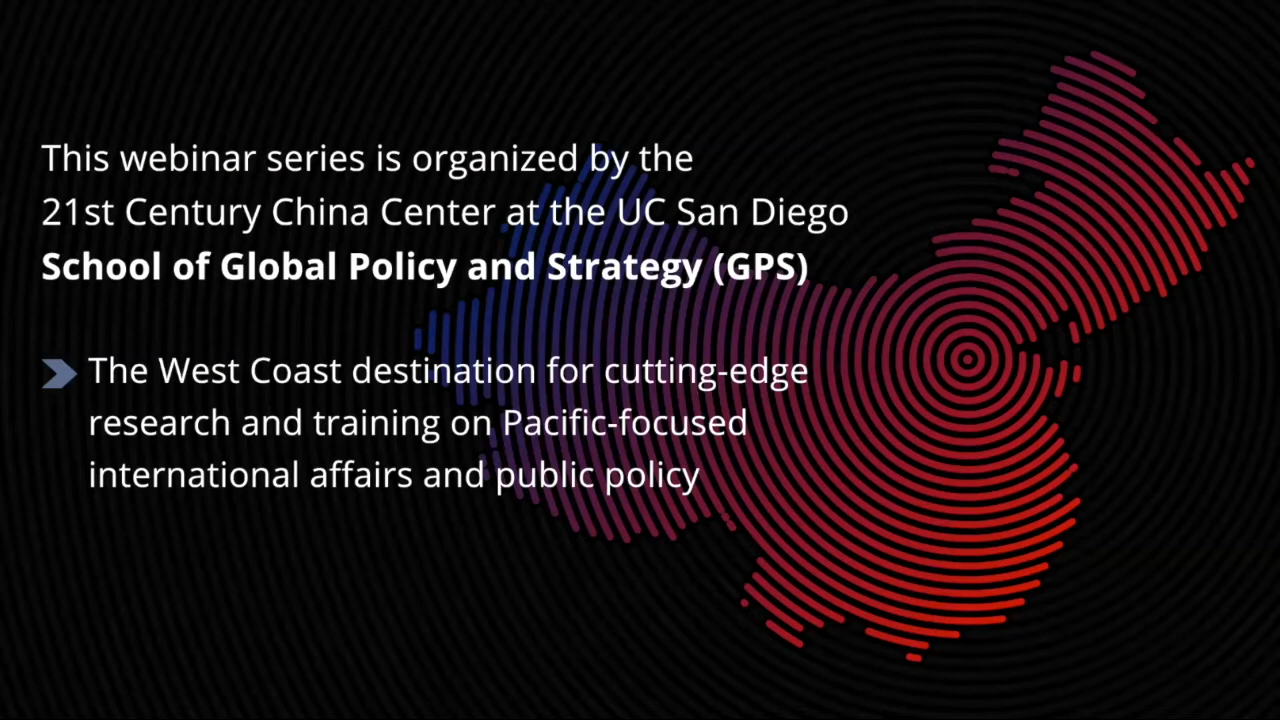 This webinar series is organized by the
21st Century China Center at the UC San Diego
School of Global Policy and Strategy (GPS)
The West Coast destination for cutting-edge
research and training on Pacific-focused
international affairs and public policy